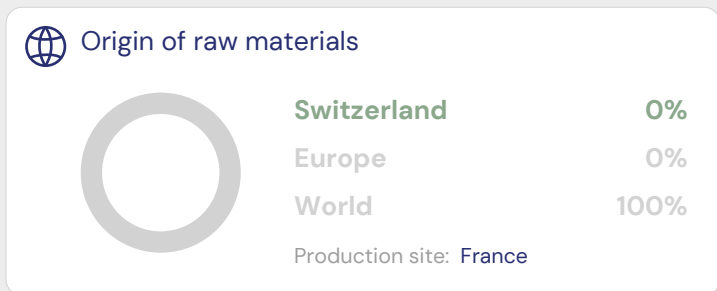 Origin of raw materials
Switzerland 0%
Europe 0%
World 100%
Production site: France